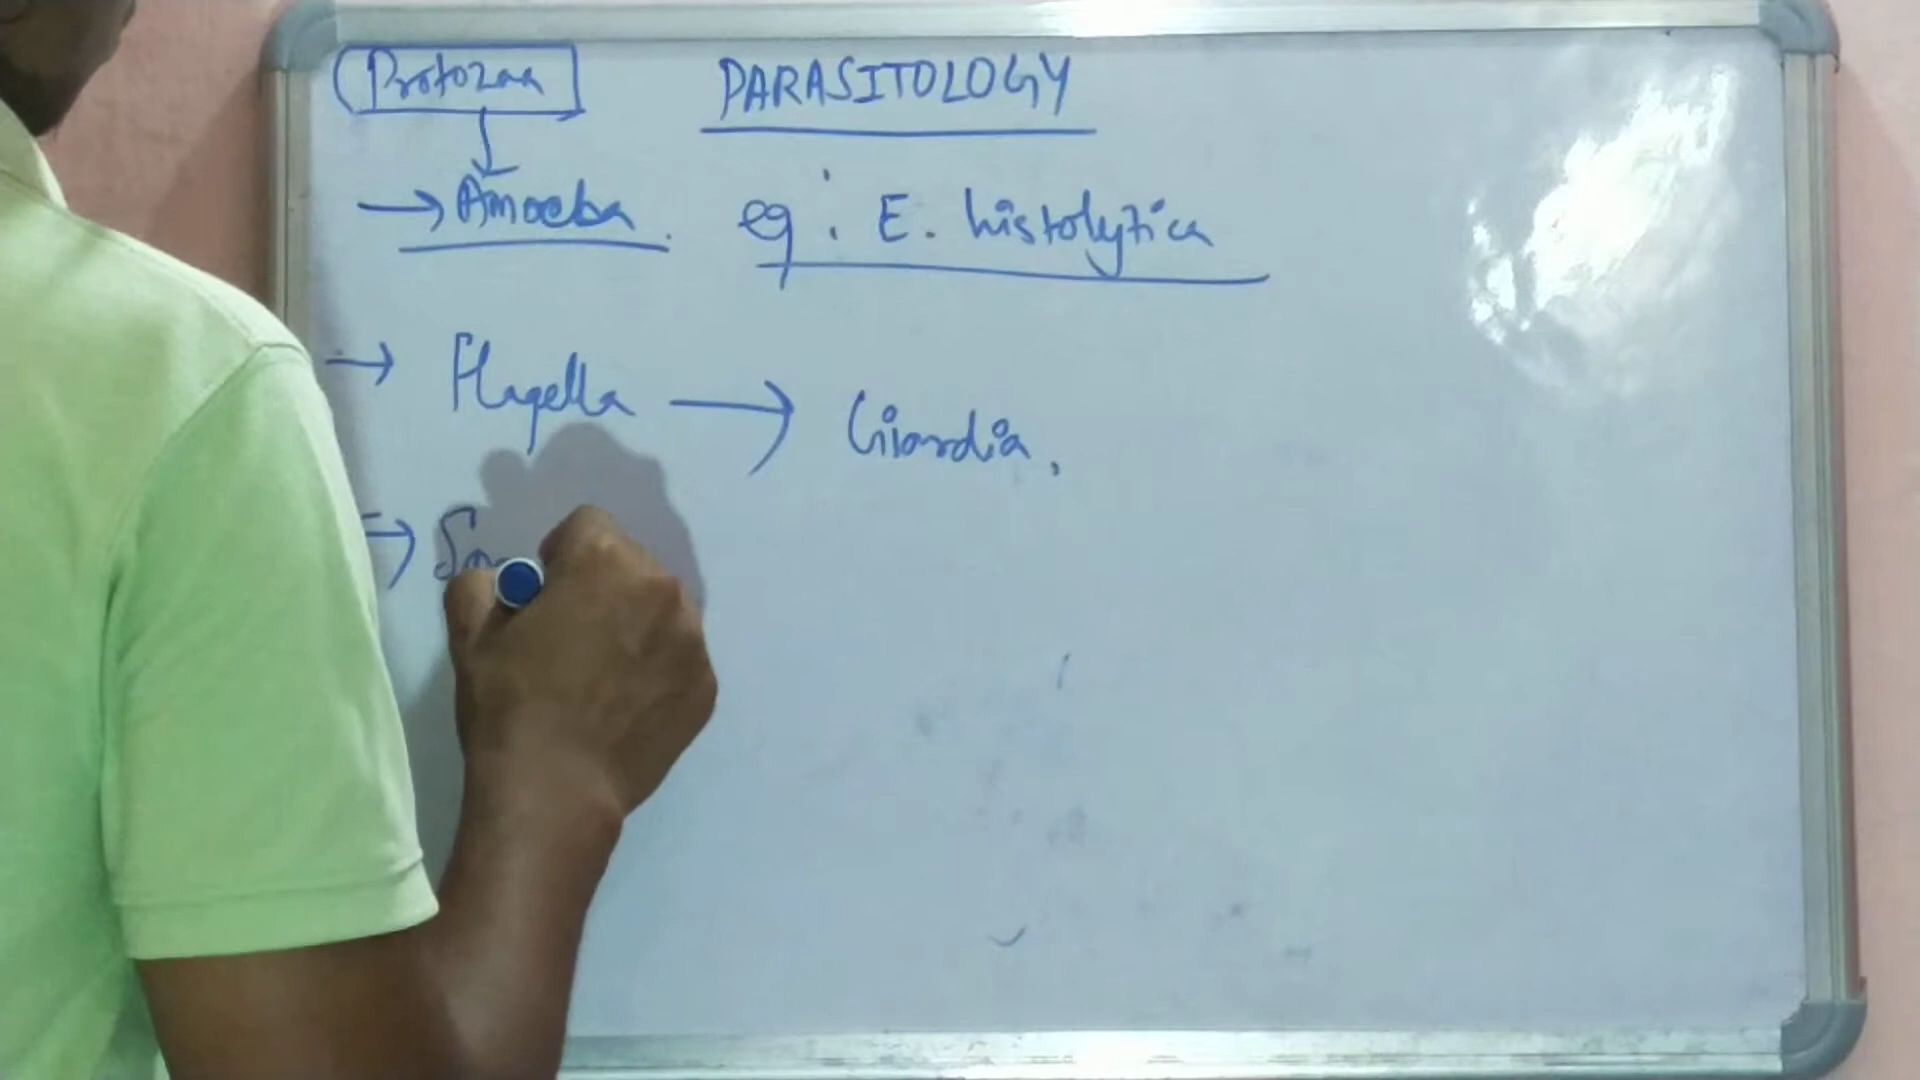 Protozoa PARASITOLOGY
→ Amoeba. eg: E. histolytica
→ Flagella → Giardia.
→